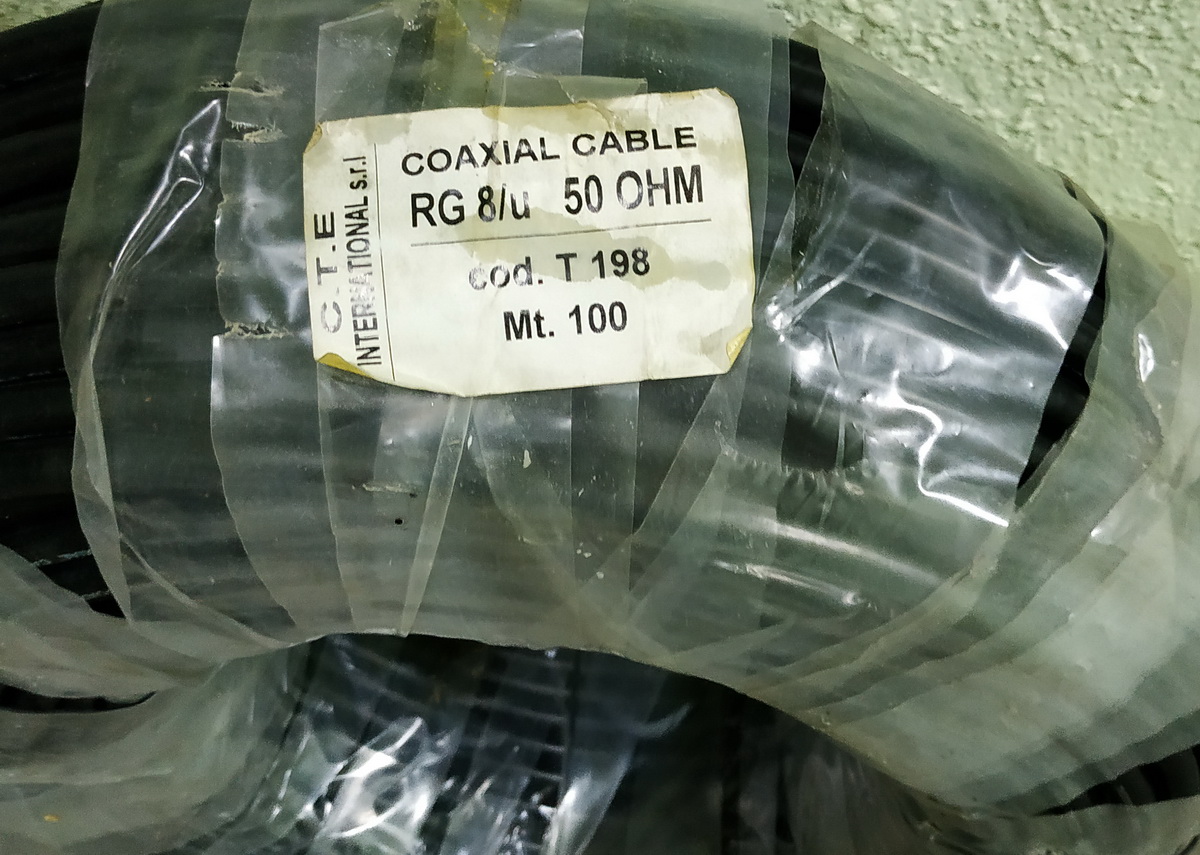 C.T.E
INTERNATIONAL s.r.l
COAXIAL CABLE
RG 8/u 50 OHM
cod. T 198
Mt. 100